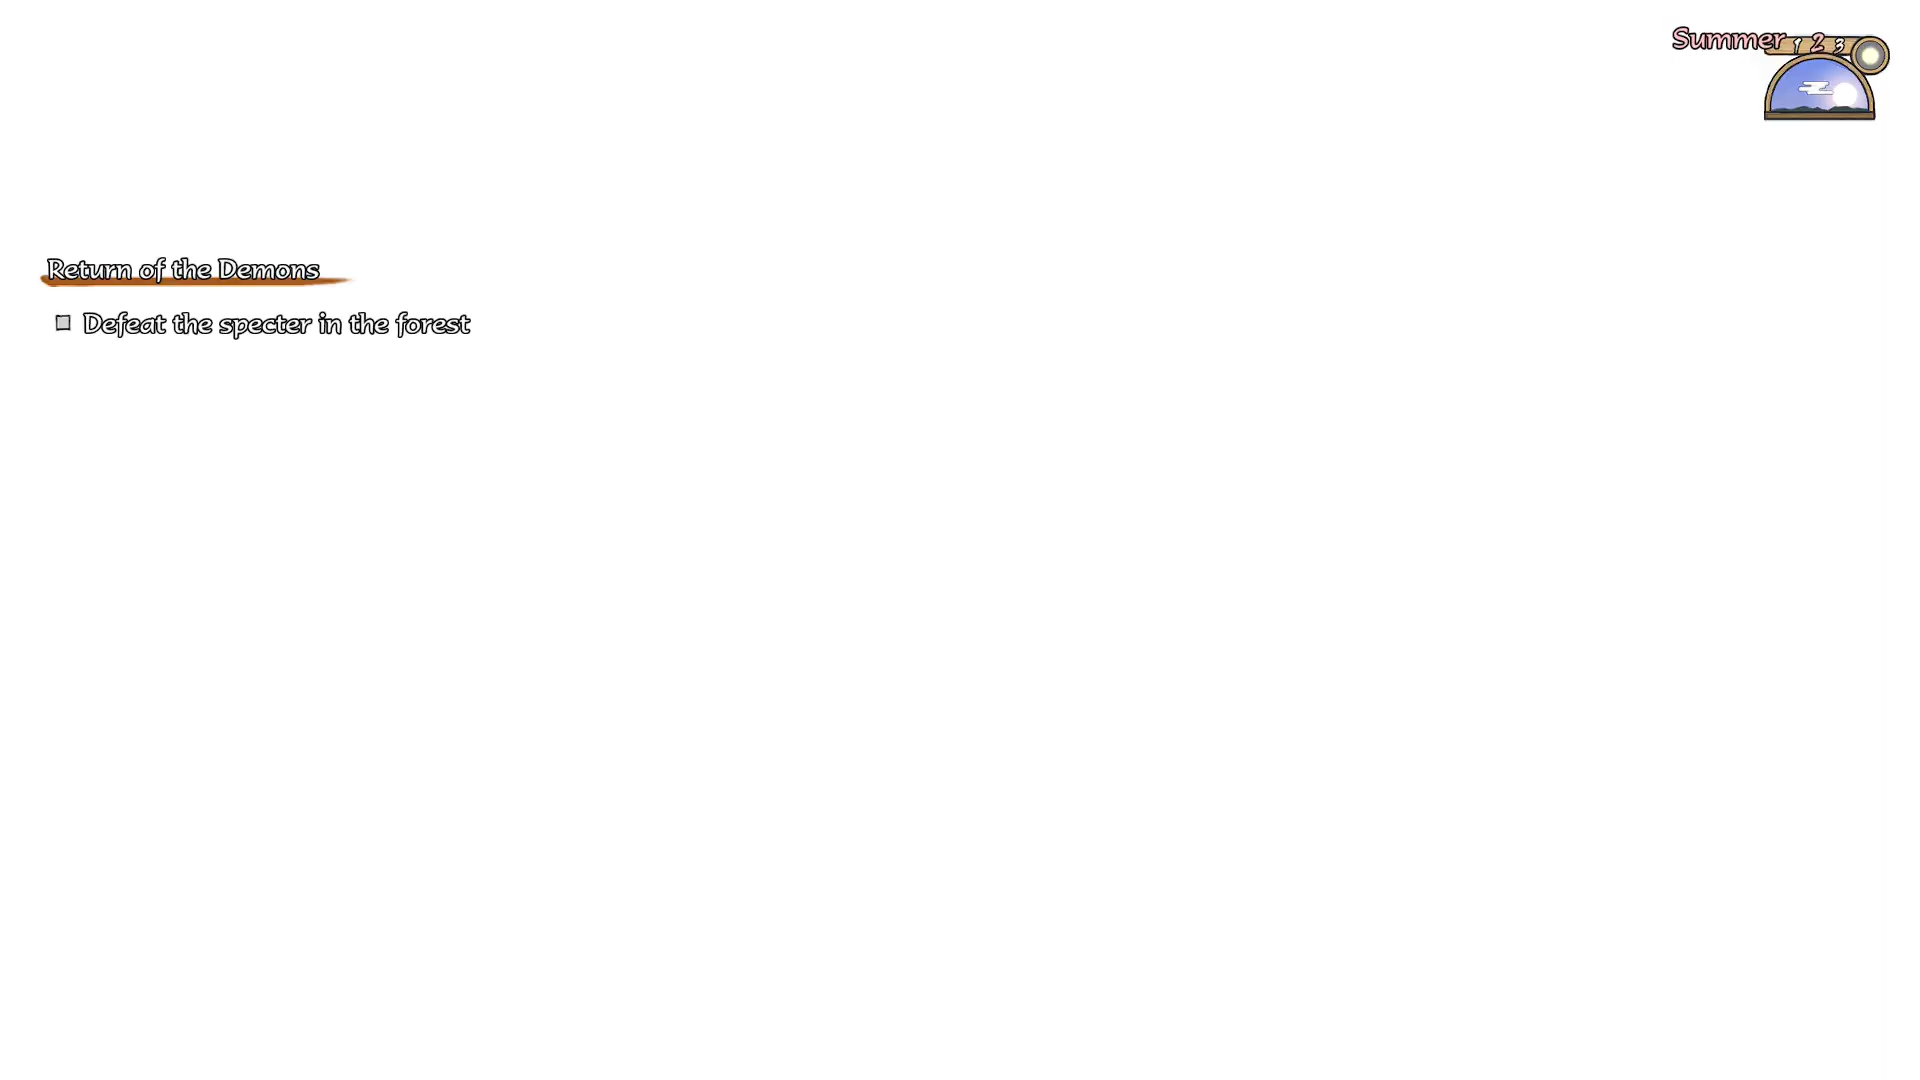 Summer 1 2 3
Return of the Demons
Defeat the specter in the forest